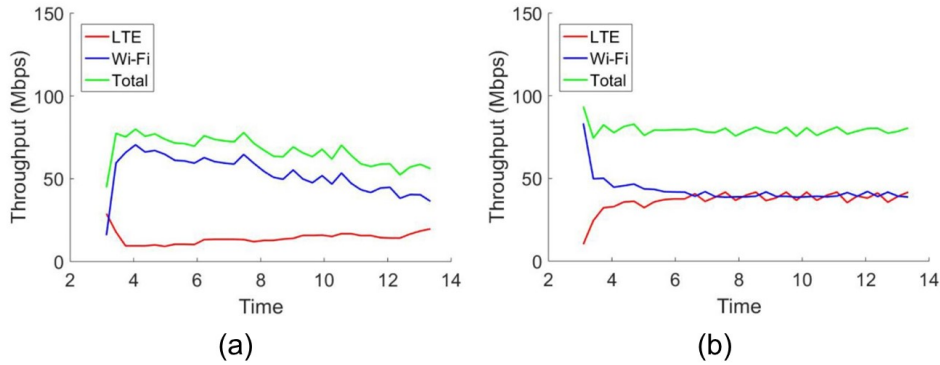 150
LTE
Wi-Fi
Total
100
50
0
Throughput (Mbps)
2 4 6 8 10 12 14
Time
(a)
150
LTE
Wi-Fi
Total
100
50
0
Throughput (Mbps)
2 4 6 8 10 12 14
Time
(b)